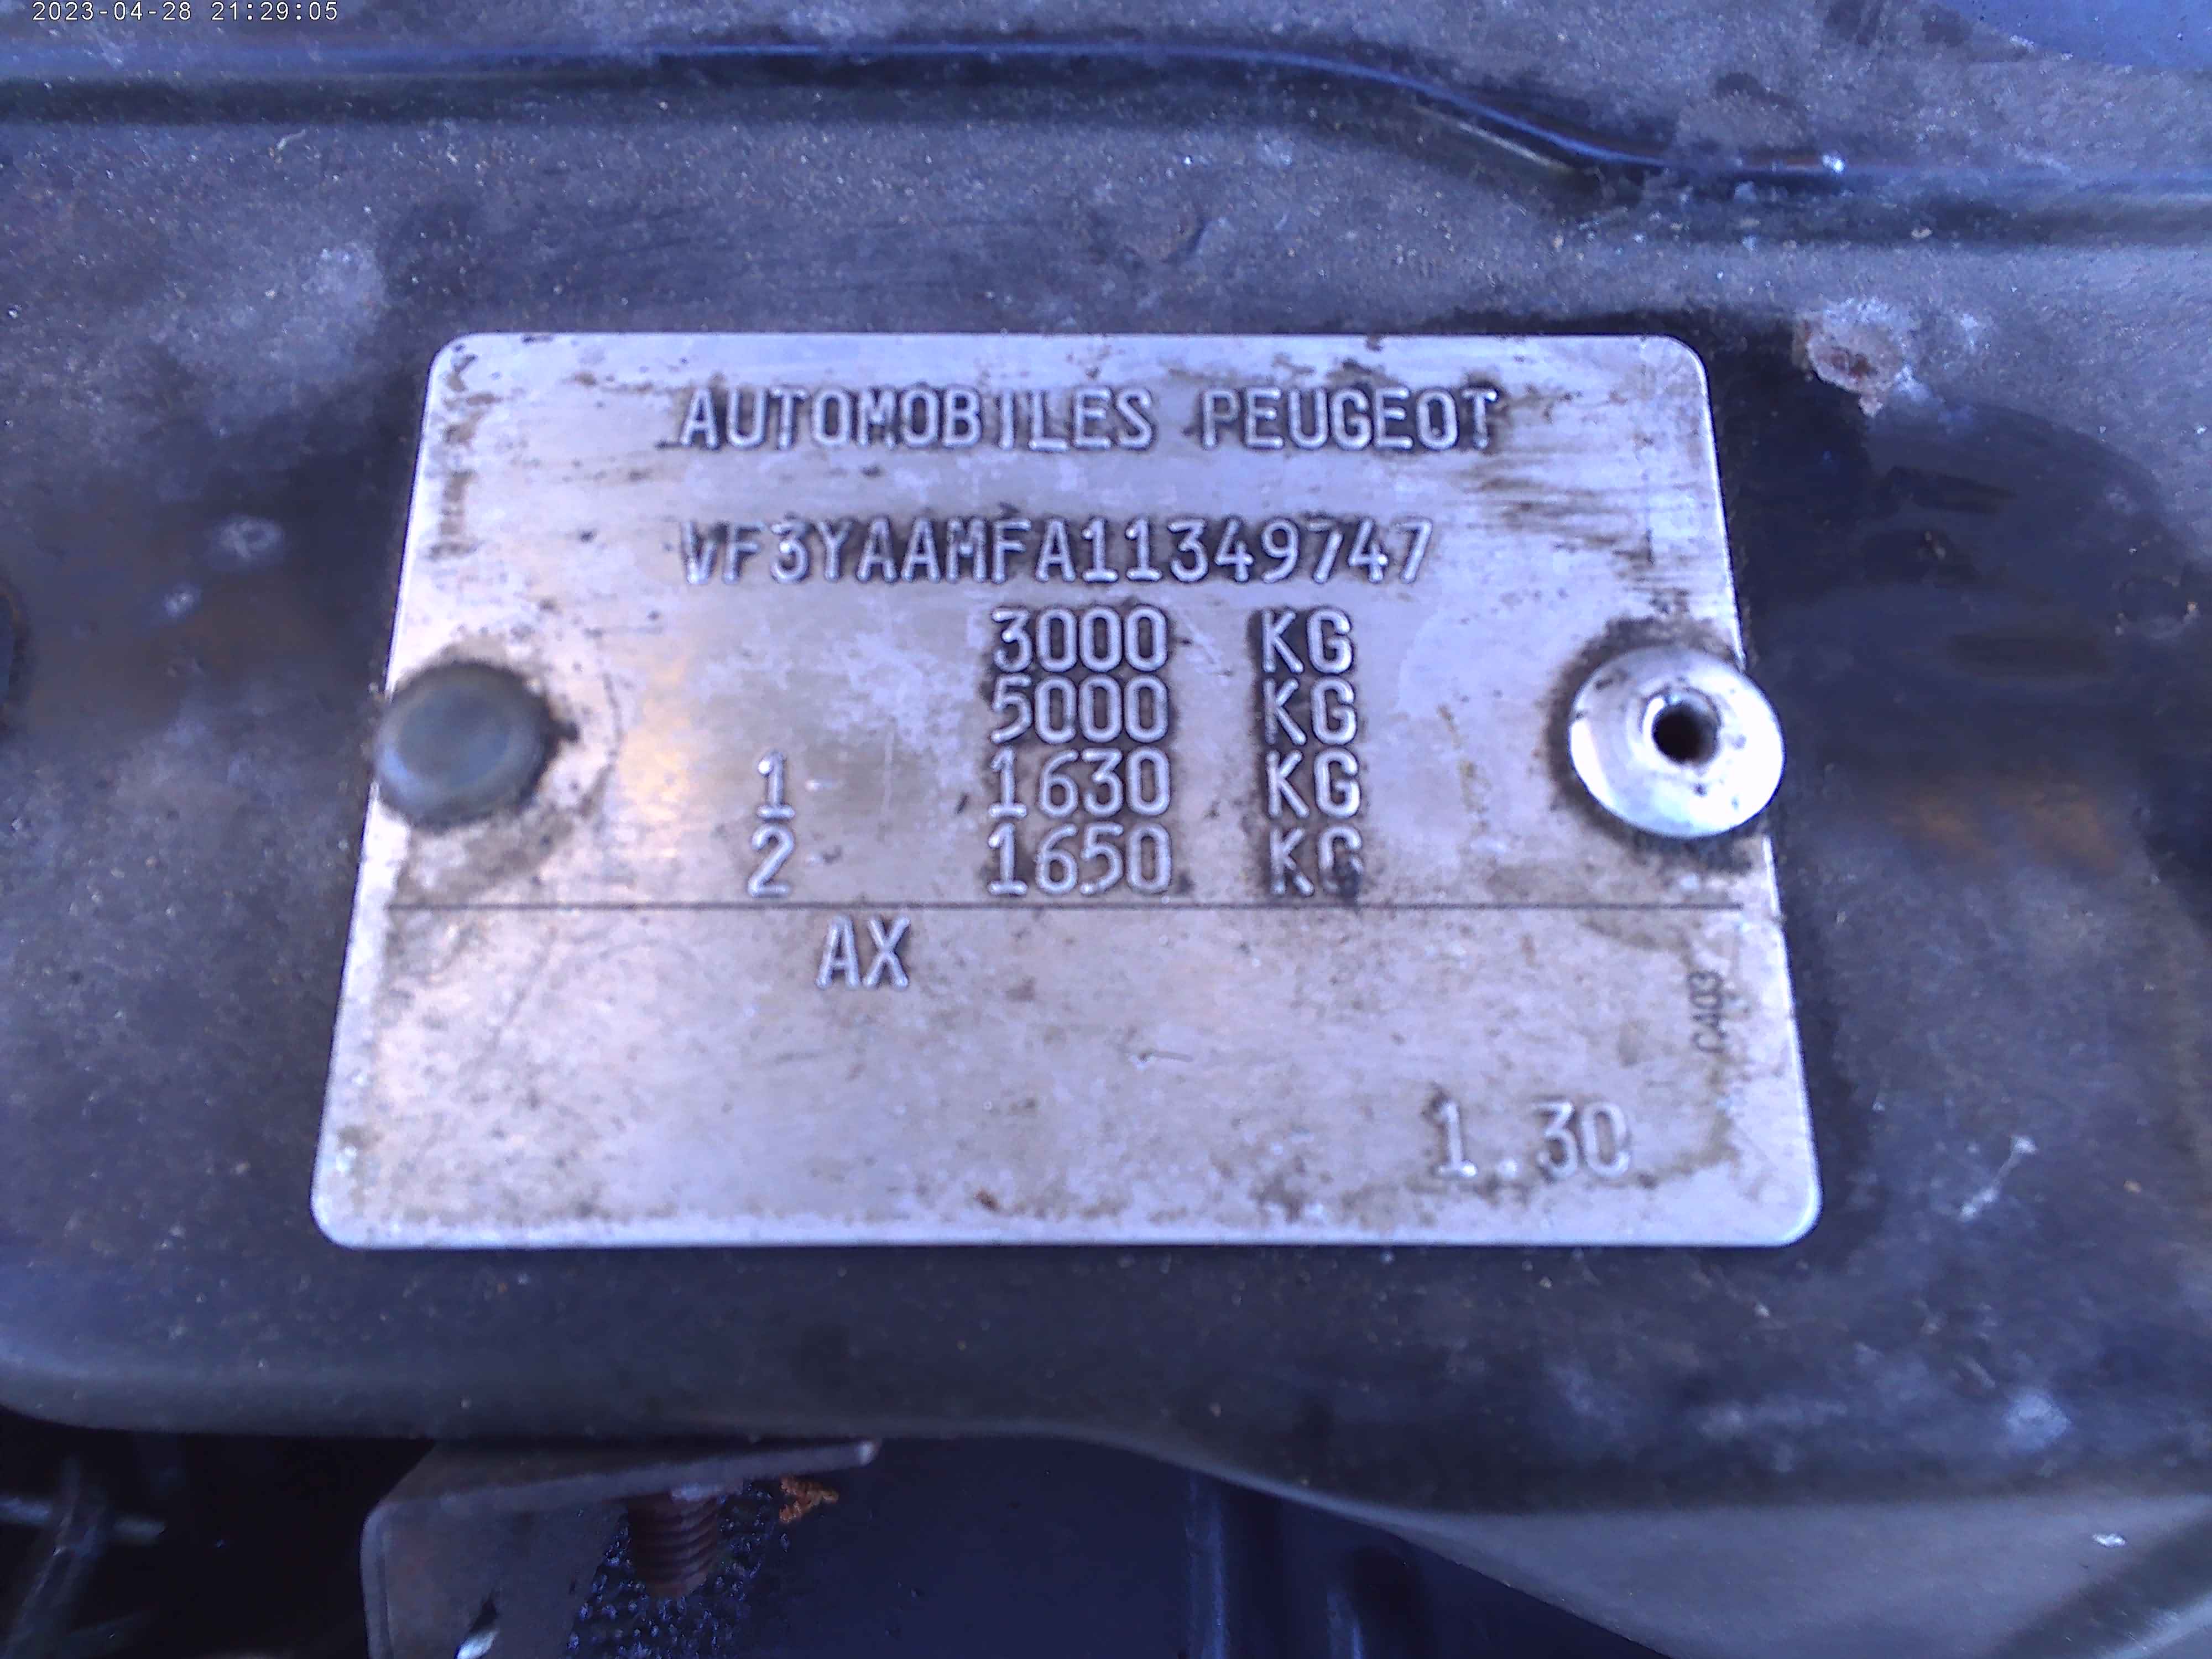 2023-04-28 21:29:05
AUTOMOBILES PEUGEOT
VF3YAAMFA11349747
3000 KG
5000 KG
1 1630 KG
2 1650 KG
AX
C403
1.30